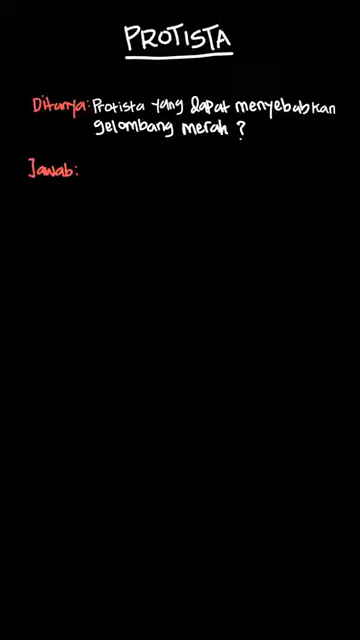 PROTISTA
Ditanya: Protista yang dapat menyebabkan
gelombang merah ?
Jawab: